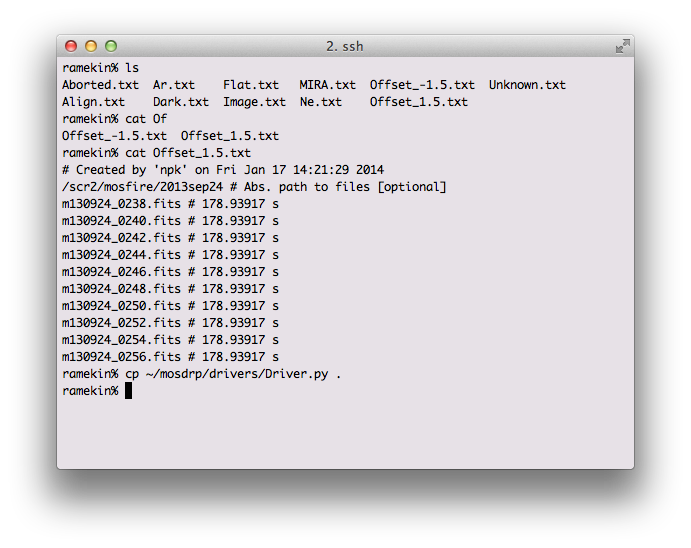 2. ssh
ramekin% ls
Aborted.txt  Ar.txt    Flat.txt   MIRA.txt  Offset_-1.5.txt  Unknown.txt
Align.txt    Dark.txt  Image.txt  Ne.txt    Offset_1.5.txt
ramekin% cat Of
Offset_-1.5.txt  Offset_1.5.txt
ramekin% cat Offset_1.5.txt
# Created by 'npk' on Fri Jan 17 14:21:29 2014
/scr2/mosfire/2013sep24 # Abs. path to files [optional]
m130924_0238.fits # 178.93917 s
m130924_0240.fits # 178.93917 s
m130924_0242.fits # 178.93917 s
m130924_0244.fits # 178.93917 s
m130924_0246.fits # 178.93917 s
m130924_0248.fits # 178.93917 s
m130924_0250.fits # 178.93917 s
m130924_0252.fits # 178.93917 s
m130924_0254.fits # 178.93917 s
m130924_0256.fits # 178.93917 s
ramekin% cp ~/mosdrp/drivers/Driver.py .
ramekin%